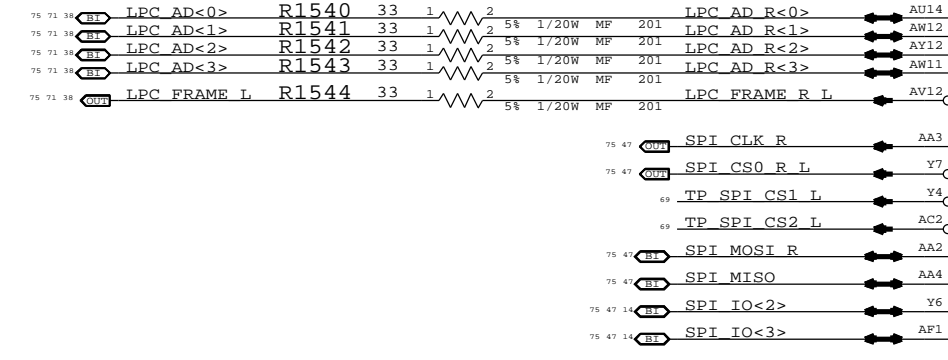 75 71 38 BI LPC_AD<0> R1540 33 1 2 5% 1/20W MF 201 LPC_AD_R<0> AU14
75 71 38 BI LPC_AD<1> R1541 33 1 2 5% 1/20W MF 201 LPC_AD_R<1> AW12
75 71 38 BI LPC_AD<2> R1542 33 1 2 5% 1/20W MF 201 LPC_AD_R<2> AY12
75 71 38 BI LPC_AD<3> R1543 33 1 2 5% 1/20W MF 201 LPC_AD_R<3> AW11
75 71 38 OUT LPC_FRAME_L R1544 33 1 2 5% 1/20W MF 201 LPC_FRAME_R_L AV12
75 47 OUT SPI_CLK_R AA3
75 47 OUT SPI_CS0_R_L Y7
69 TP_SPI_CS1_L Y4
69 TP_SPI_CS2_L AC2
75 47 BI SPI_MOSI_R AA2
75 47 BI SPI_MISO AA4
75 47 14 BI SPI_IO<2> Y6
75 47 14 BI SPI_IO<3> AF1